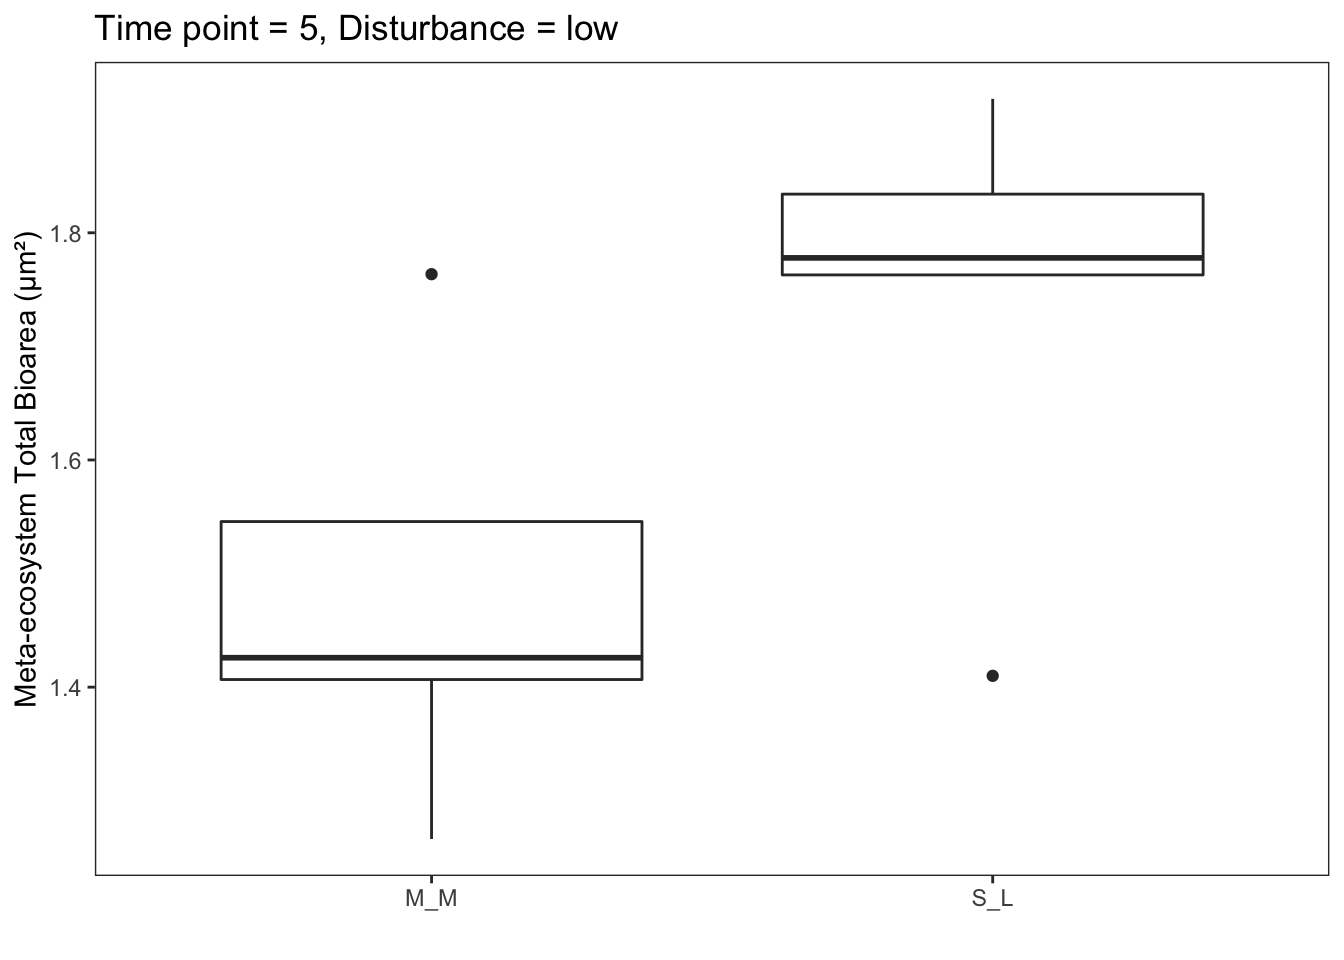 Time point = 5, Disturbance = low
Meta-ecosystem Total Bioarea (µm²)
1.8
1.6
1.4
M_M
S_L